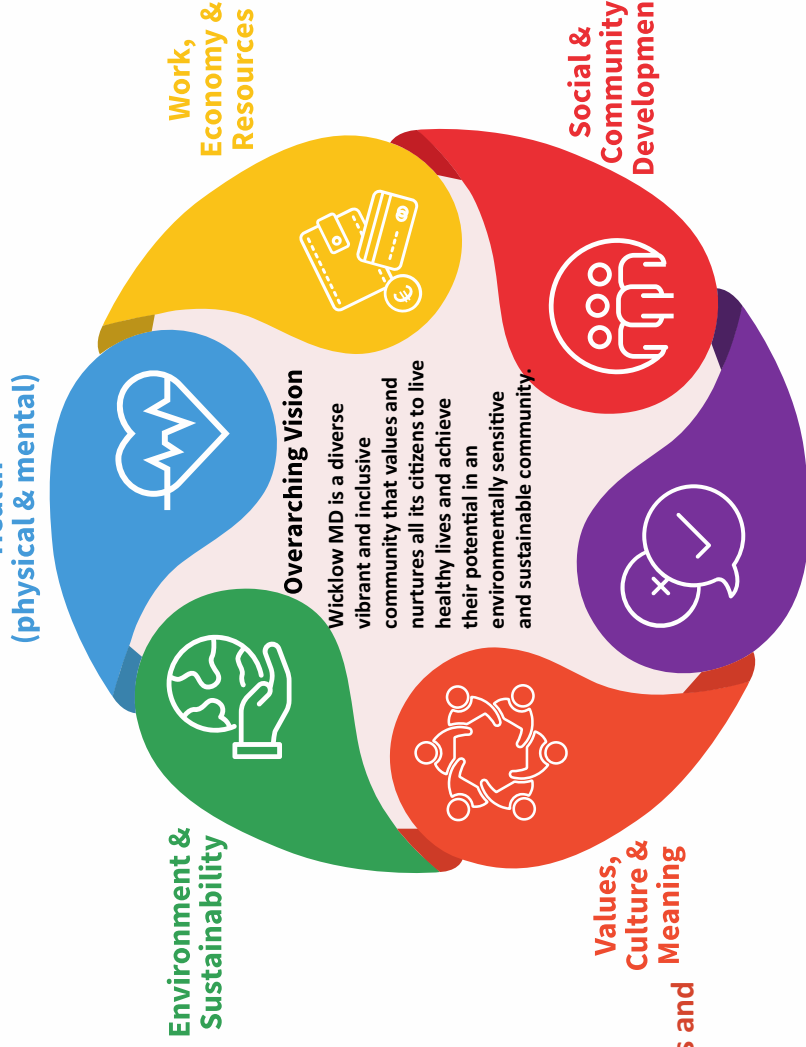 (physical & mental)
Environment &
Sustainability
Work,
Economy &
Resources
Overarching Vision
Wicklow MD is a diverse
vibrant and inclusive
community that values and
nurtures all its citizens to live
healthy lives and achieve
their potential in an
environmentally sensitive
and sustainable community.
Values,
Culture &
Meaning
Social &
Community
Developmen
s and